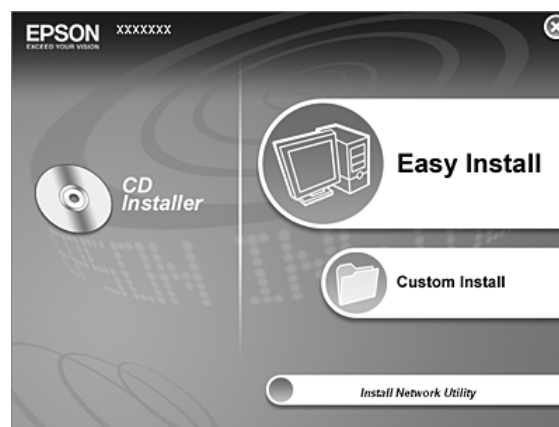 EPSON
EXCEED YOUR VISION
XXXXXXX
Easy Install
CD
Installer
Custom Install
Install Network Utility